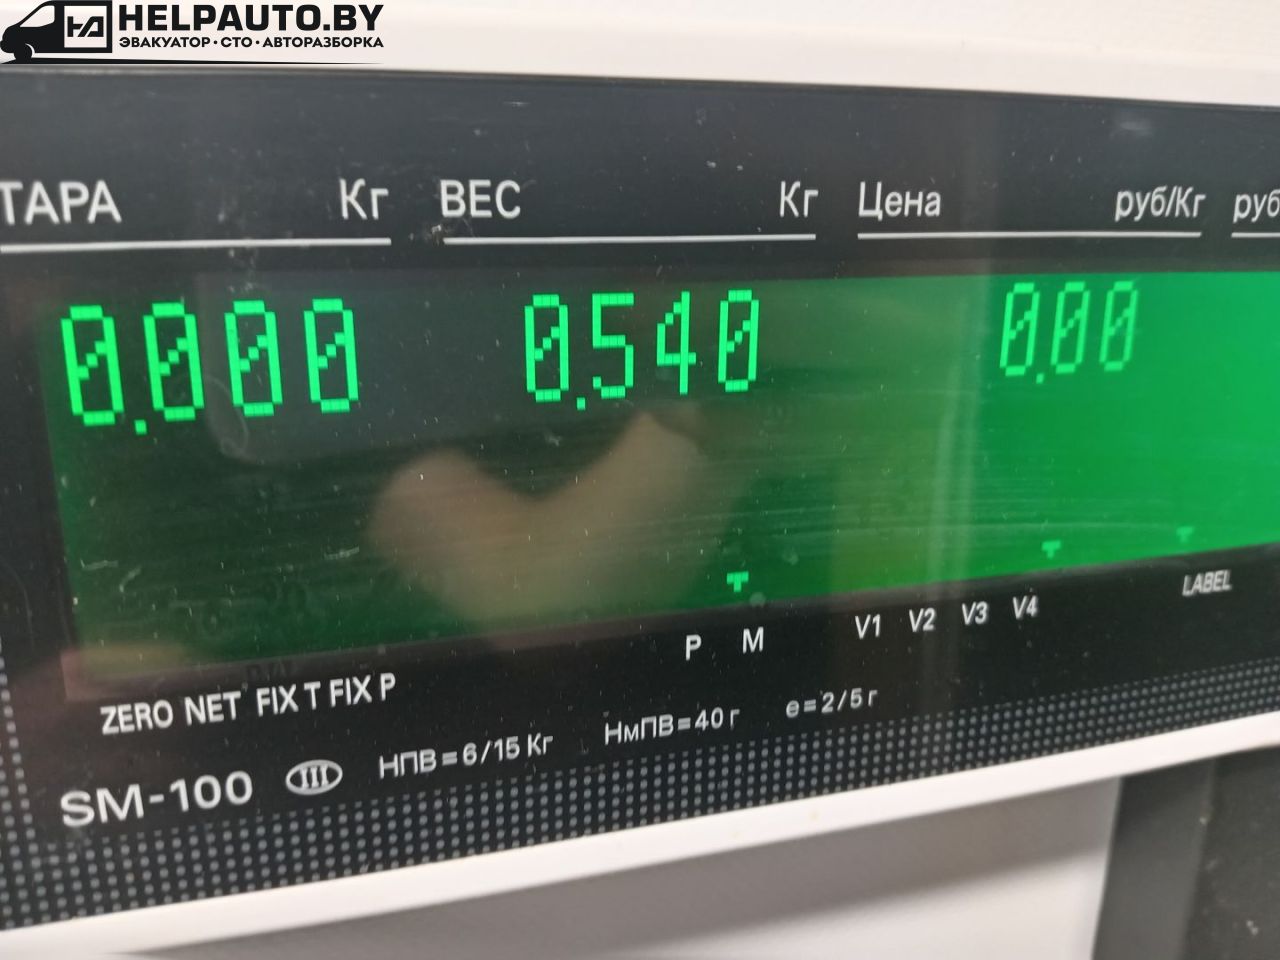 HELPAUTO.BY
ЭВАКУАТОР·СТО·АВТОРАЗБОРКА
ТАРА Кг ВЕС Кг Цена руб/Кг руб
0.000 0.540 0.00
P M V1 V2 V3 V4 LABEL
ZERO NET FIX T FIX P
SM-100 III НПВ=6/15 Кг НмПВ=40 г e=2/5 г